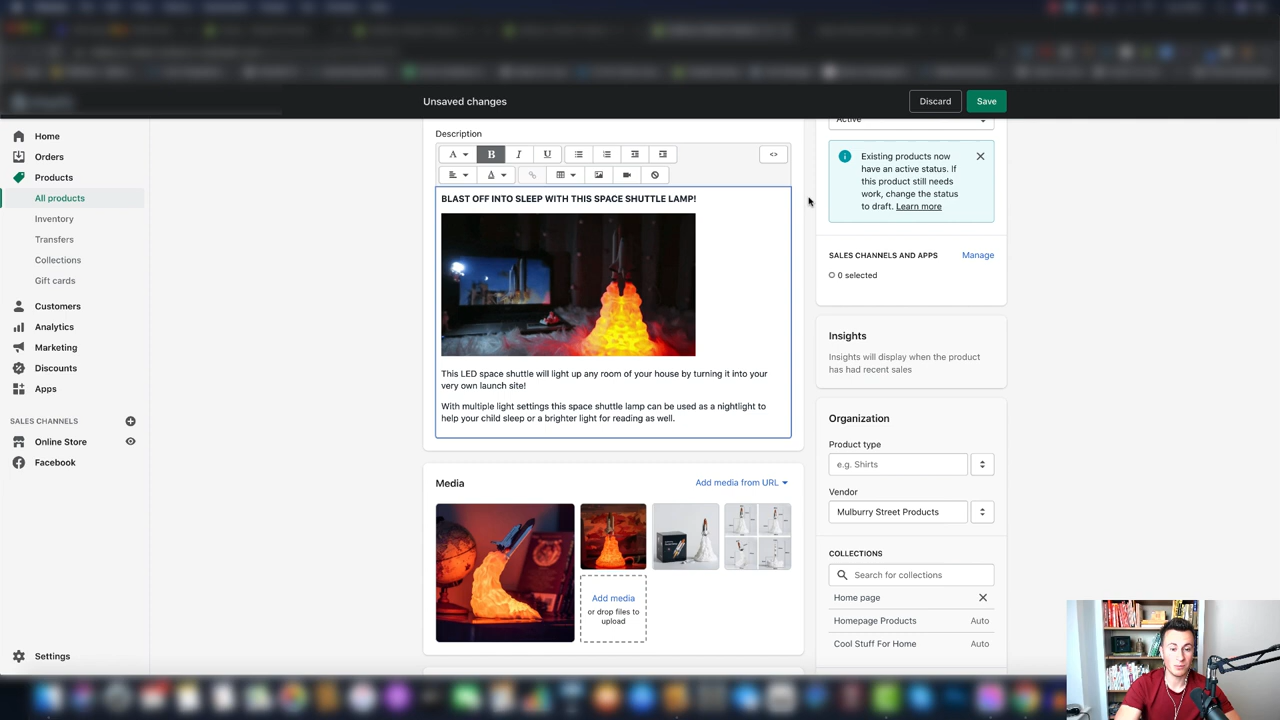 Unsaved changes
Discard
Save
Home
Orders
Products
All products
Inventory
Transfers
Collections
Gift cards
Customers
Analytics
Marketing
Discounts
Apps
SALES CHANNELS
Online Store
Facebook
Settings
Description
A
B
I
U
<>
A
BLAST OFF INTO SLEEP WITH THIS SPACE SHUTTLE LAMP!
This LED space shuttle will light up any room of your house by turning it into your
very own launch site!
With multiple light settings this space shuttle lamp can be used as a nightlight to
help your child sleep or a brighter light for reading as well.
Media
Add media from URL
Add media
or drop files to
upload
Active
Existing products now
have an active status. If
this product still needs
work, change the status
to draft. Learn more
SALES CHANNELS AND APPS
Manage
0 selected
Insights
Insights will display when the product
has had recent sales
Organization
Product type
e.g. Shirts
Vendor
Mulburry Street Products
COLLECTIONS
Search for collections
Home page
Homepage Products
Auto
Cool Stuff For Home
Auto